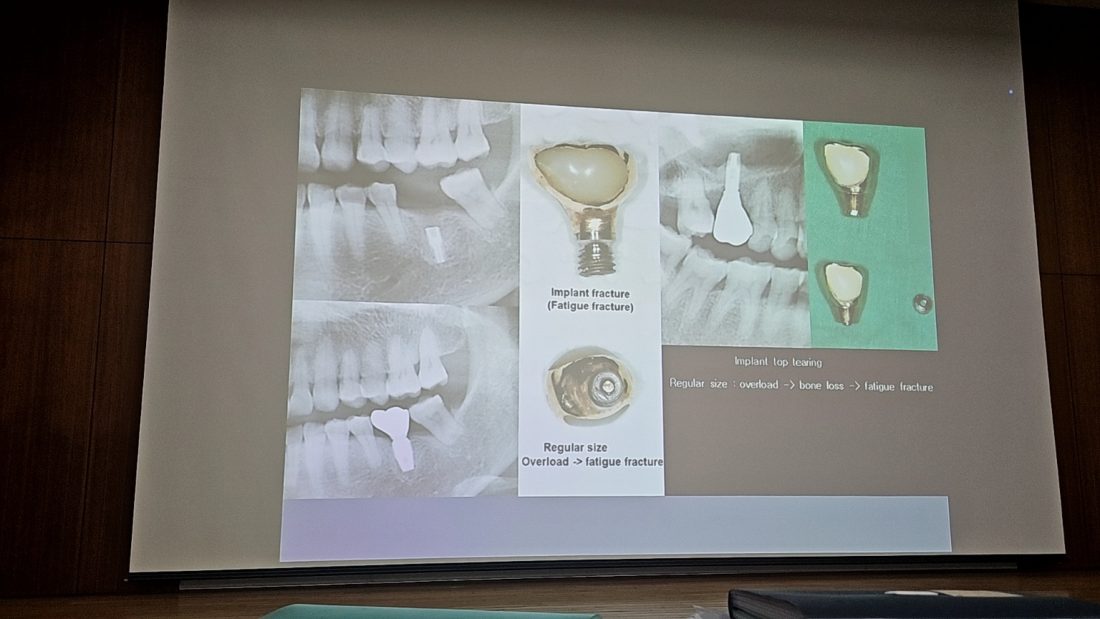 Implant fracture
(Fatigue fracture)
Regular size
Overload -> fatigue fracture
Implant top tearing
Regular size : overload -> bone loss -> fatigue fracture